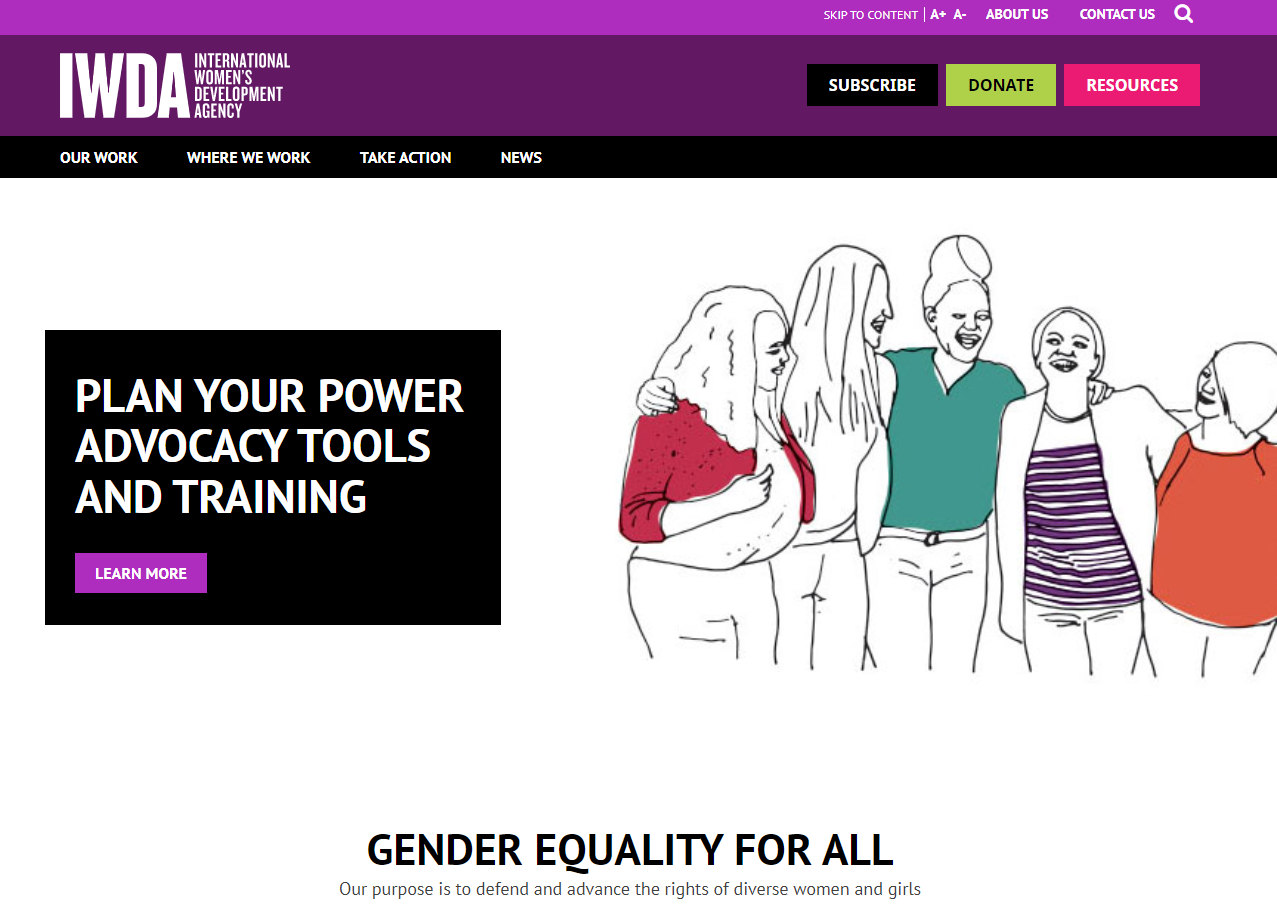 SKIP TO CONTENT A+ A- ABOUT US CONTACT US
IWDA
INTERNATIONAL
WOMEN'S
DEVELOPMENT
AGENCY
SUBSCRIBE DONATE RESOURCES
OUR WORK WHERE WE WORK TAKE ACTION NEWS
PLAN YOUR POWER
ADVOCACY TOOLS
AND TRAINING
LEARN MORE
GENDER EQUALITY FOR ALL
Our purpose is to defend and advance the rights of diverse women and girls